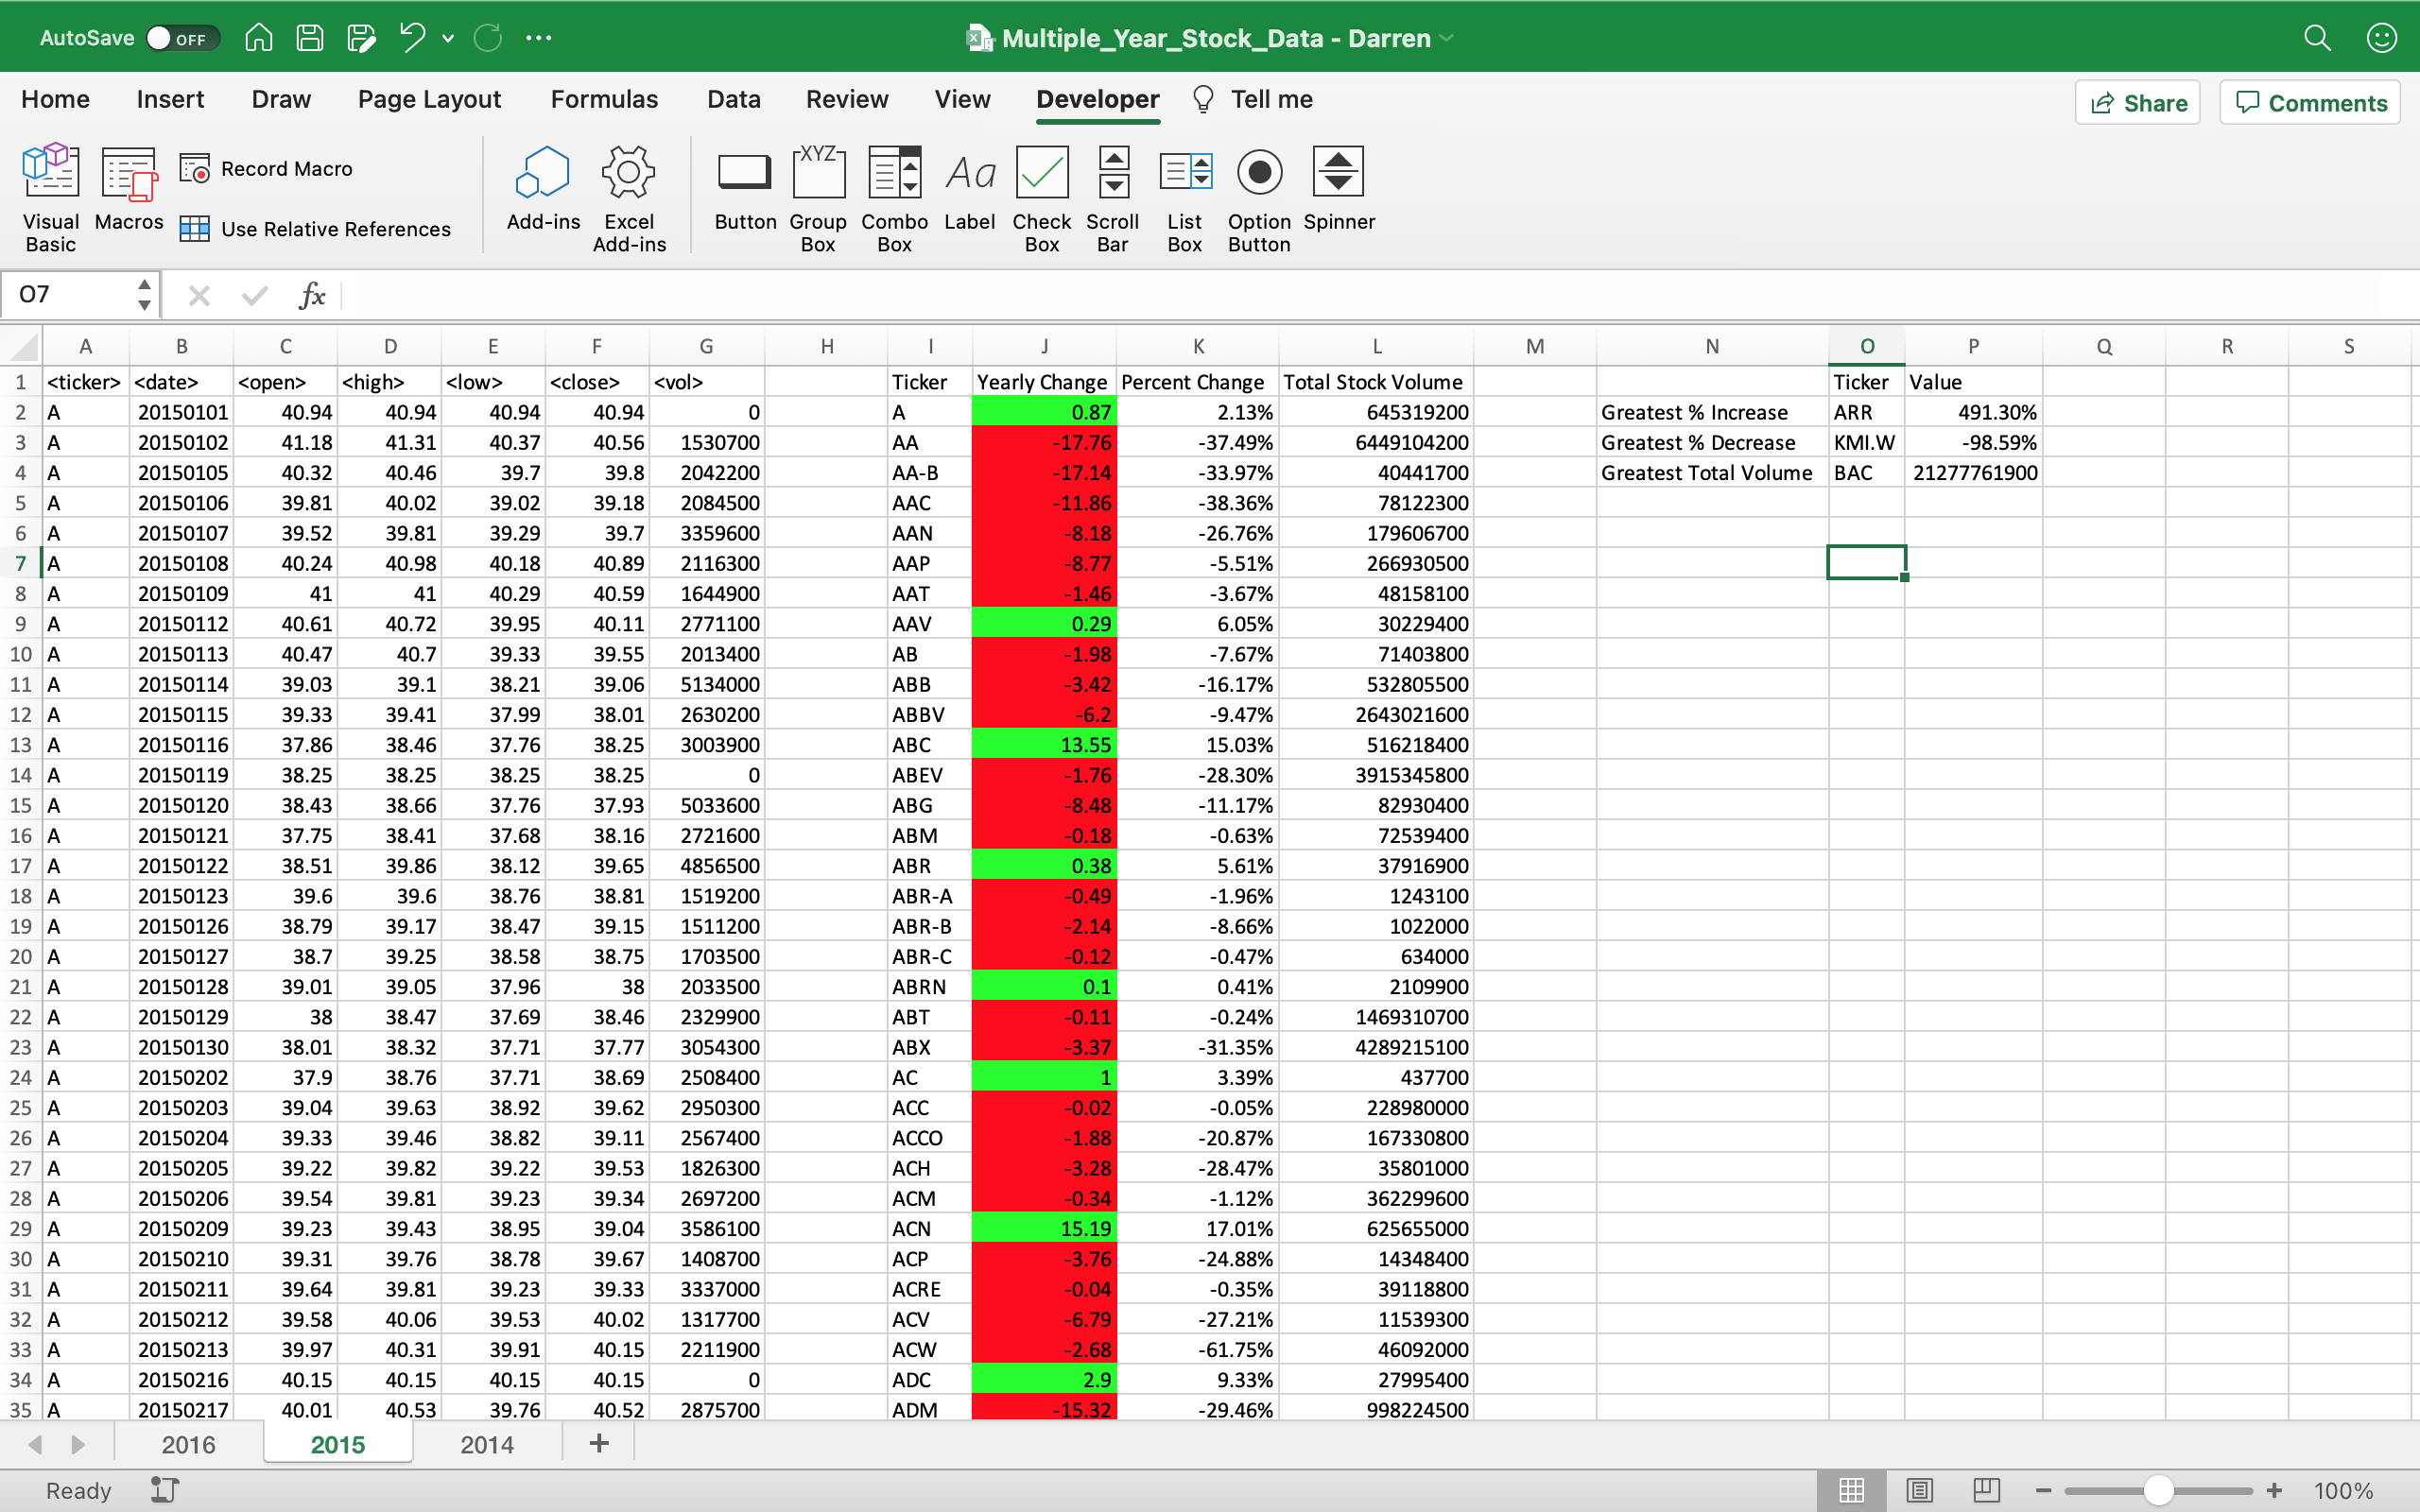 AutoSave OFF Multiple_Year_Stock_Data - Darren
Home Insert Draw Page Layout Formulas Data Review View Developer Tell me Share Comments
Visual Basic Macros Record Macro Use Relative References Add-ins Excel Add-ins Button XYZ Group Box Combo Box Aa Label Check Box Scroll Bar List Box Option Button Spinner
O7 fx
A B C D E F G H I J K L M N O P Q R S
1 <ticker> <date> <open> <high> <low> <close> <vol> Ticker Yearly Change Percent Change Total Stock Volume Ticker Value
2 A 20150101 40.94 40.94 40.94 40.94 0 A 0.87 2.13% 645319200 Greatest % Increase ARR 491.30%
3 A 20150102 41.18 41.31 40.37 40.56 1530700 AA -17.76 -37.49% 6449104200 Greatest % Decrease KMI.W -98.59%
4 A 20150105 40.32 40.46 39.7 39.8 2042200 AA-B -17.14 -33.97% 40441700 Greatest Total Volume BAC 21277761900
5 A 20150106 39.81 40.02 39.02 39.18 2084500 AAC -11.86 -38.36% 78122300
6 A 20150107 39.52 39.81 39.29 39.7 3359600 AAN -8.18 -26.76% 179606700
7 A 20150108 40.24 40.98 40.18 40.89 2116300 AAP -8.77 -5.51% 266930500
8 A 20150109 41 41 40.29 40.59 1644900 AAT -1.46 -3.67% 48158100
9 A 20150112 40.61 40.72 39.95 40.11 2771100 AAV 0.29 6.05% 30229400
10 A 20150113 40.47 40.7 39.33 39.55 2013400 AB -1.98 -7.67% 71403800
11 A 20150114 39.03 39.1 38.21 39.06 5134000 ABB -3.42 -16.17% 532805500
12 A 20150115 39.33 39.41 37.99 38.01 2630200 ABBV -6.2 -9.47% 2643021600
13 A 20150116 37.86 38.46 37.76 38.25 3003900 ABC 13.55 15.03% 516218400
14 A 20150119 38.25 38.25 38.25 38.25 0 ABEV -1.76 -28.30% 3915345800
15 A 20150120 38.43 38.66 37.76 37.93 5033600 ABG -8.48 -11.17% 82930400
16 A 20150121 37.75 38.41 37.68 38.16 2721600 ABM -0.18 -0.63% 72539400
17 A 20150122 38.51 39.86 38.12 39.65 4856500 ABR 0.38 5.61% 37916900
18 A 20150123 39.6 39.6 38.76 38.81 1519200 ABR-A -0.49 -1.96% 1243100
19 A 20150126 38.79 39.17 38.47 39.15 1511200 ABR-B -2.14 -8.66% 1022000
20 A 20150127 38.7 39.25 38.58 38.75 1703500 ABR-C -0.12 -0.47% 634000
21 A 20150128 39.01 39.05 37.96 38 2033500 ABRN 0.1 0.41% 2109900
22 A 20150129 38 38.47 37.69 38.46 2329900 ABT -0.11 -0.24% 1469310700
23 A 20150130 38.01 38.32 37.71 37.77 3054300 ABX -3.37 -31.35% 4289215100
24 A 20150202 37.9 38.76 37.71 38.69 2508400 AC 1 3.39% 437700
25 A 20150203 39.04 39.63 38.92 39.62 2950300 ACC -0.02 -0.05% 228980000
26 A 20150204 39.33 39.46 38.82 39.11 2567400 ACCO -1.88 -20.87% 167330800
27 A 20150205 39.22 39.82 39.22 39.53 1826300 ACH -3.28 -28.47% 35801000
28 A 20150206 39.54 39.81 39.23 39.34 2697200 ACM -0.34 -1.12% 362299600
29 A 20150209 39.23 39.43 38.95 39.04 3586100 ACN 15.19 17.01% 625655000
30 A 20150210 39.31 39.76 38.78 39.67 1408700 ACP -3.76 -24.88% 14348400
31 A 20150211 39.64 39.81 39.23 39.33 3337000 ACRE -0.04 -0.35% 39118800
32 A 20150212 39.58 40.06 39.53 40.02 1317700 ACV -6.79 -27.21% 11539300
33 A 20150213 39.97 40.31 39.91 40.15 2211900 ACW -2.68 -61.75% 46092000
34 A 20150216 40.15 40.15 40.15 40.15 0 ADC 2.9 9.33% 27995400
35 A 20150217 40.01 40.53 39.76 40.52 2875700 ADM -15.32 -29.46% 998224500
2016 2015 2014 +
Ready 100%